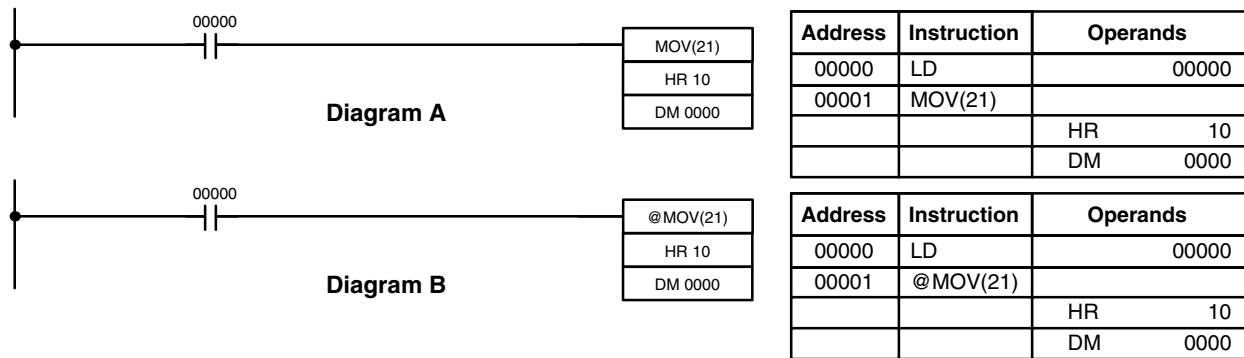 00000
MOV(21)
HR 10
DM 0000
Diagram A
Address Instruction Operands
00000 LD 00000
00001 MOV(21)
HR 10
DM 0000
00000
@MOV(21)
HR 10
DM 0000
Diagram B
Address Instruction Operands
00000 LD 00000
00001 @MOV(21)
HR 10
DM 0000